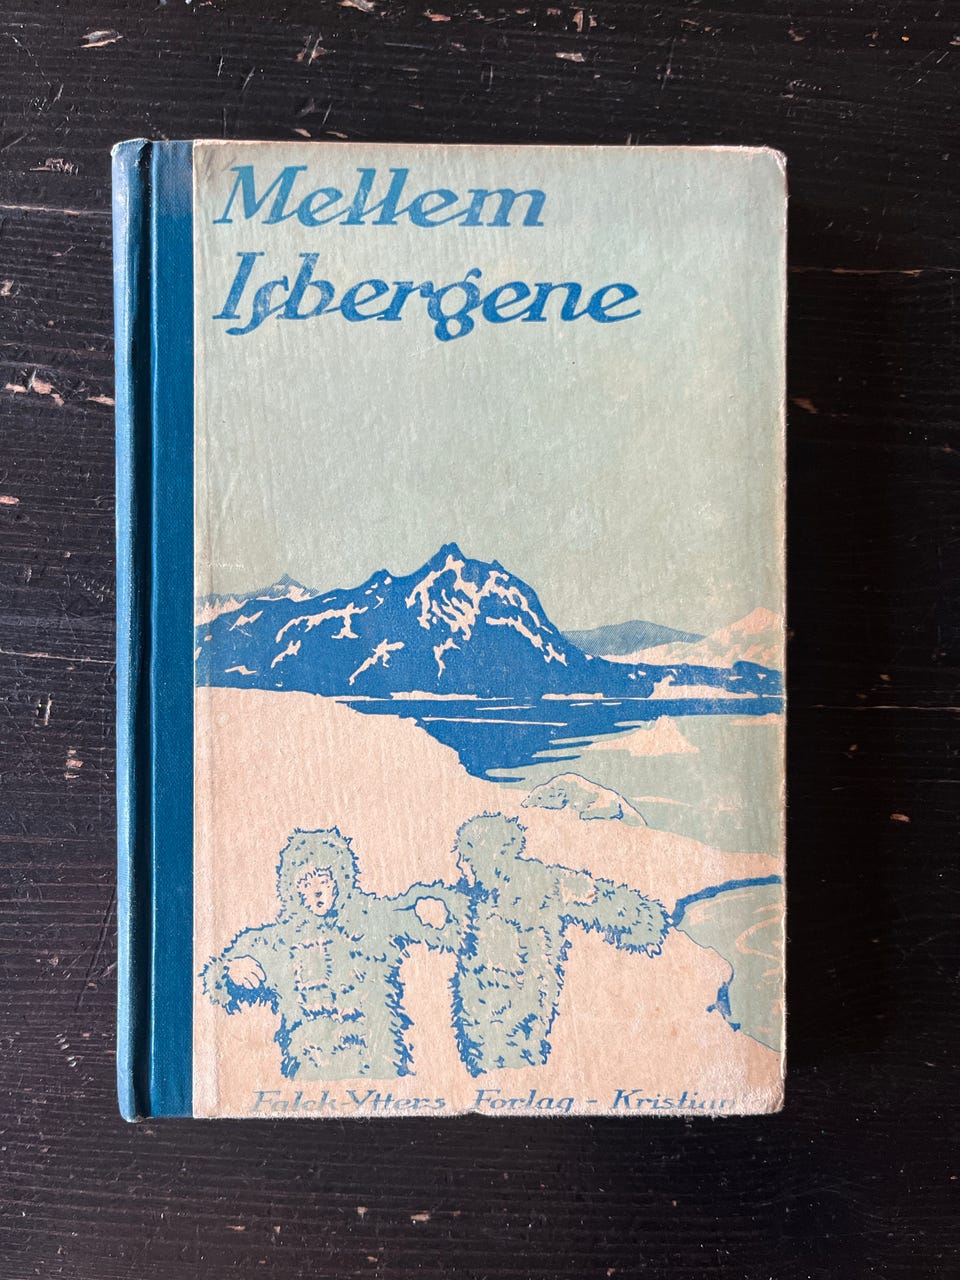 Mellem
Isbergene
Falck-Ytters Forlag - Kristian